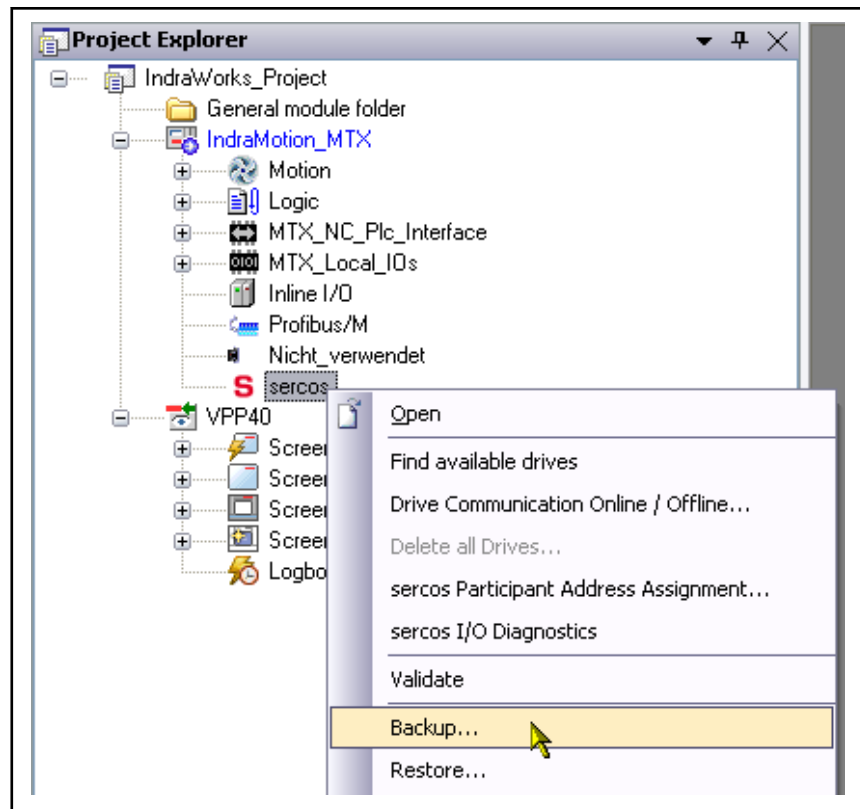 Project Explorer
IndraWorks_Project
General module folder
IndraMotion_MTX
Motion
Logic
MTX_NC_Plc_Interface
MTX_Local_IOs
Inline I/O
Profibus/M
Nicht_verwendet
S sercos
VPP40
Screen
Screen
Screen
Screen
Logbo
Open
Find available drives
Drive Communication Online / Offline...
Delete all Drives...
sercos Participant Address Assignment...
sercos I/O Diagnostics
Validate
Backup...
Restore...